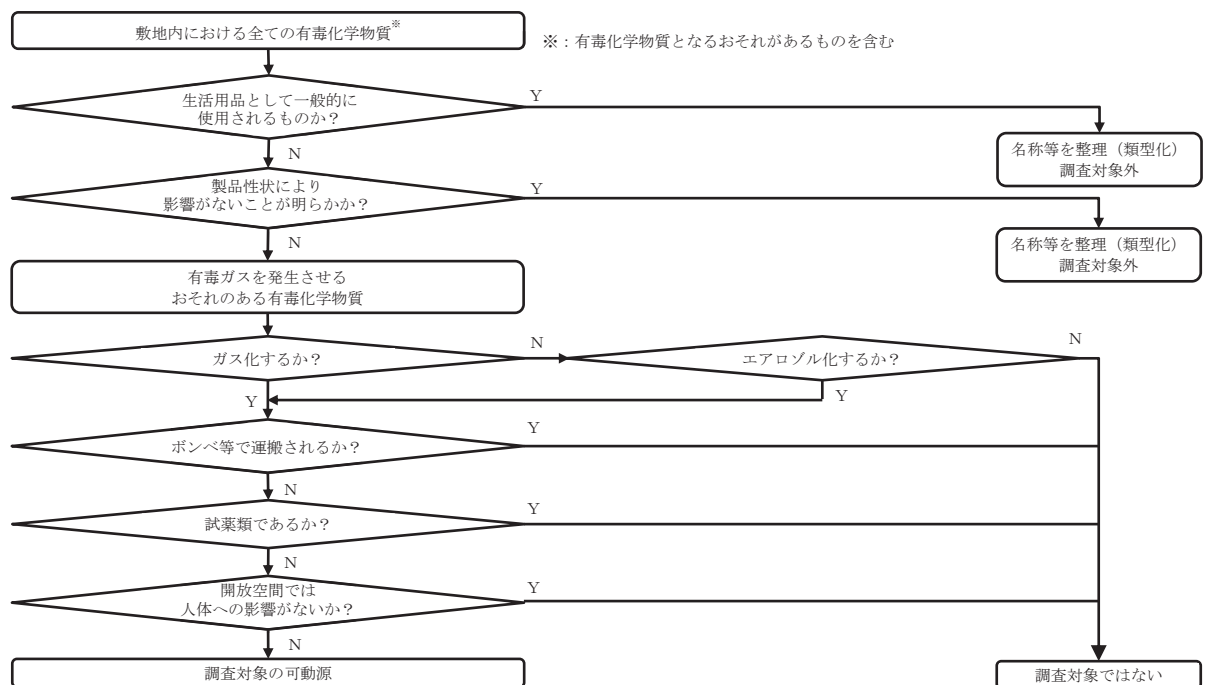 敷地内における全ての有毒化学物質※
※：有毒化学物質となるおそれがあるものを含む
生活用品として一般的に
使用されるものか？
Y
N
名称等を整理（類型化）
調査対象外
製品性状により
影響がないことが明らかか？
Y
N
名称等を整理（類型化）
調査対象外
有毒ガスを発生させる
おそれのある有毒化学物質
ガス化するか？
N
エアロゾル化するか？
N
Y
Y
ボンベ等で運搬されるか？
Y
N
試薬類であるか？
Y
N
開放空間では
人体への影響がないか？
Y
N
調査対象の可動源
調査対象ではない